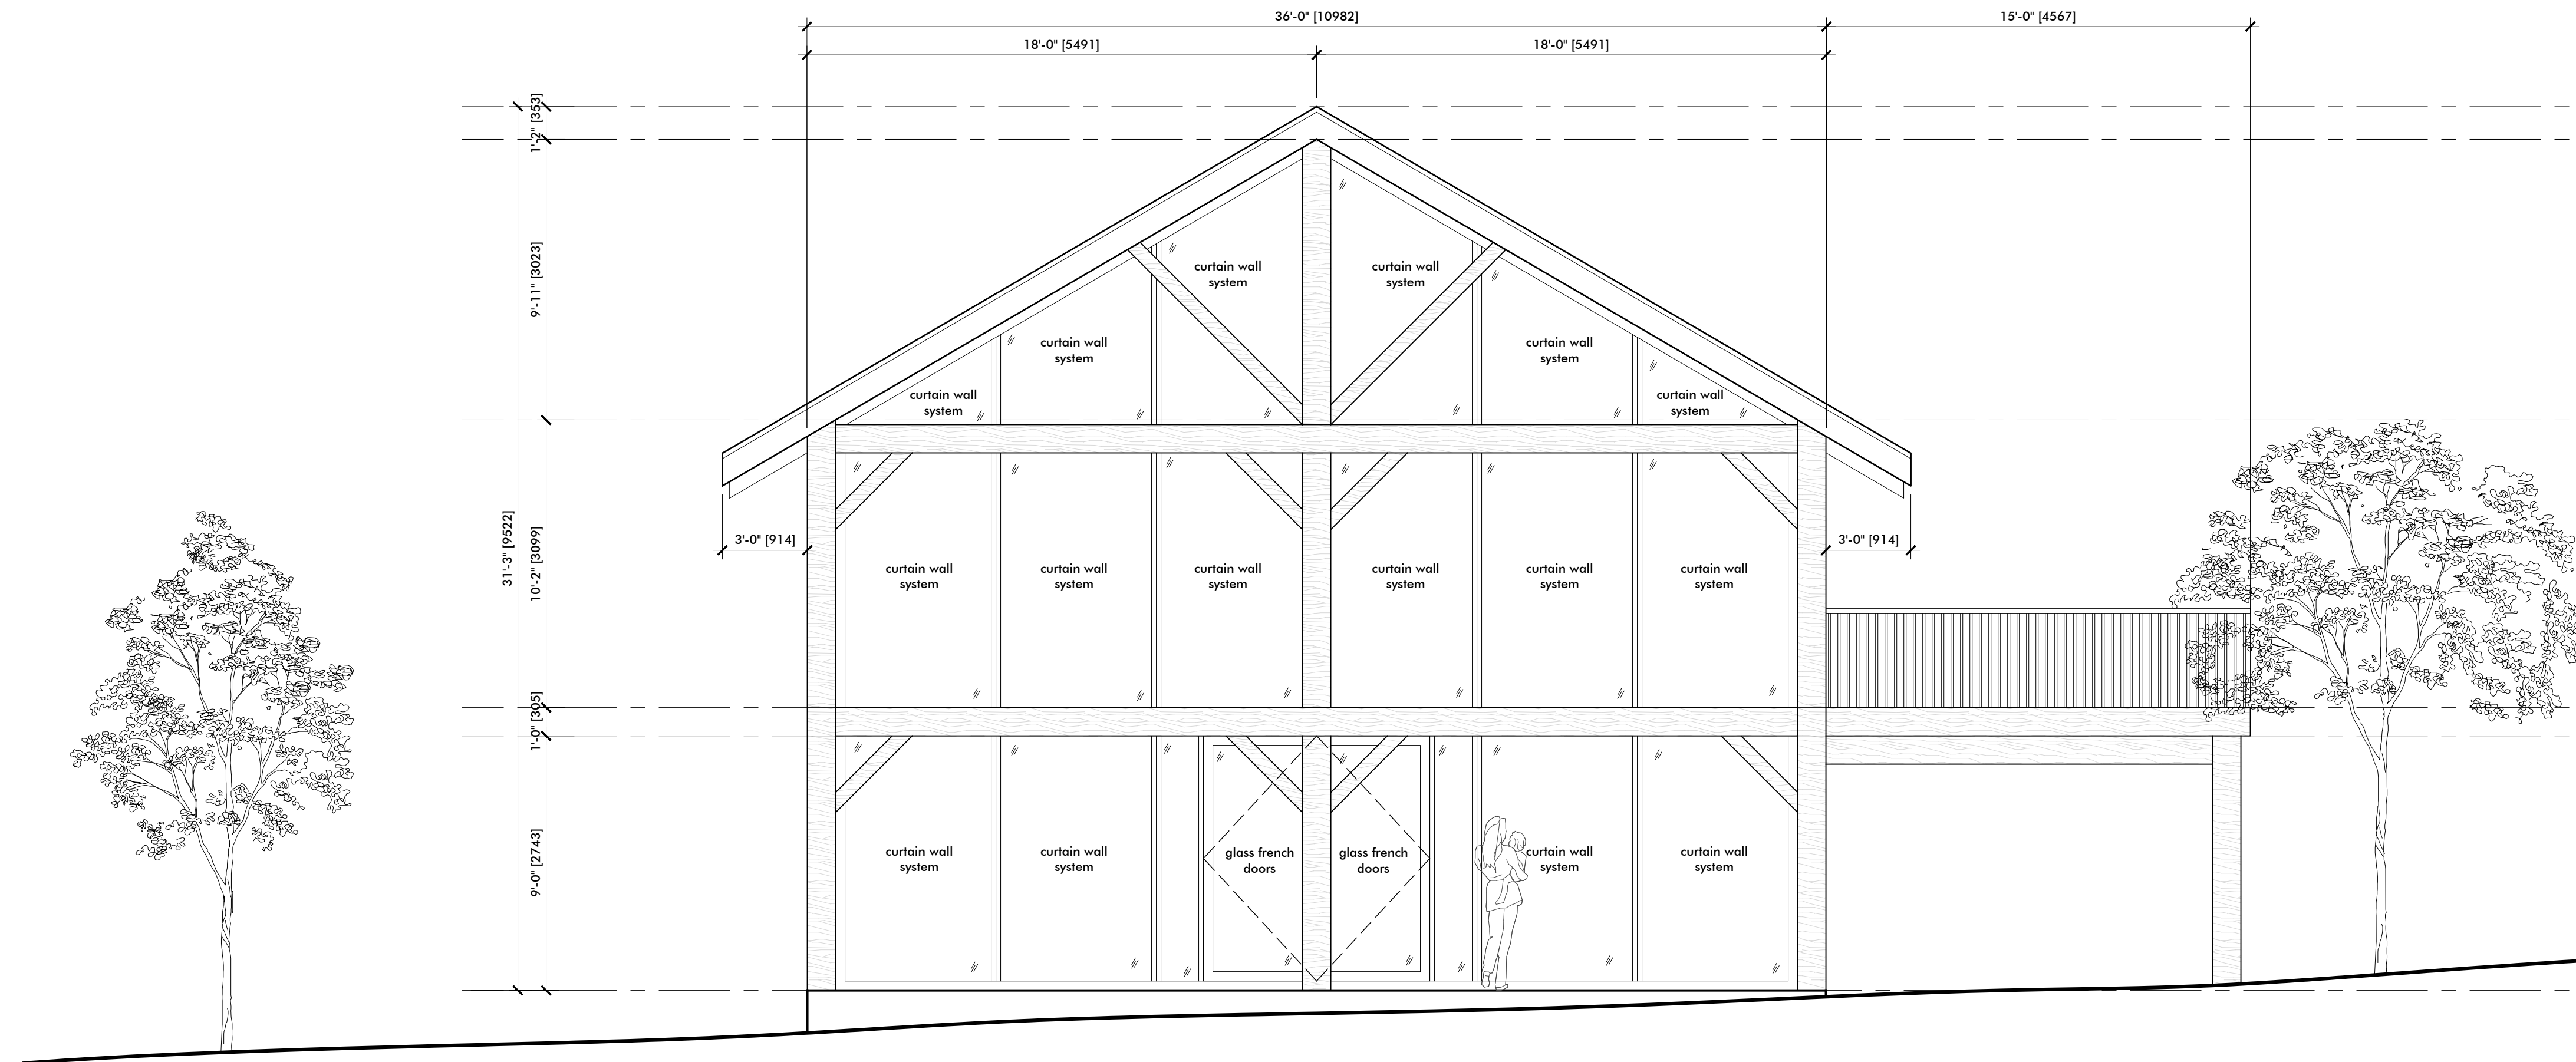 36'-0" [10982]
15'-0" [4567]
18'-0" [5491]
18'-0" [5491]
1'-2" [353]
9'-11" [3023]
31'-3" [9522]
10'-2" [3099]
1'-0" [305]
9'-0" [2743]
curtain wall
system
curtain wall
system
curtain wall
system
curtain wall
system
curtain wall
system
curtain wall
system
3'-0" [914]
3'-0" [914]
curtain wall
system
curtain wall
system
curtain wall
system
curtain wall
system
curtain wall
system
curtain wall
system
curtain wall
system
curtain wall
system
glass french
doors
glass french
doors
curtain wall
system
curtain wall
system